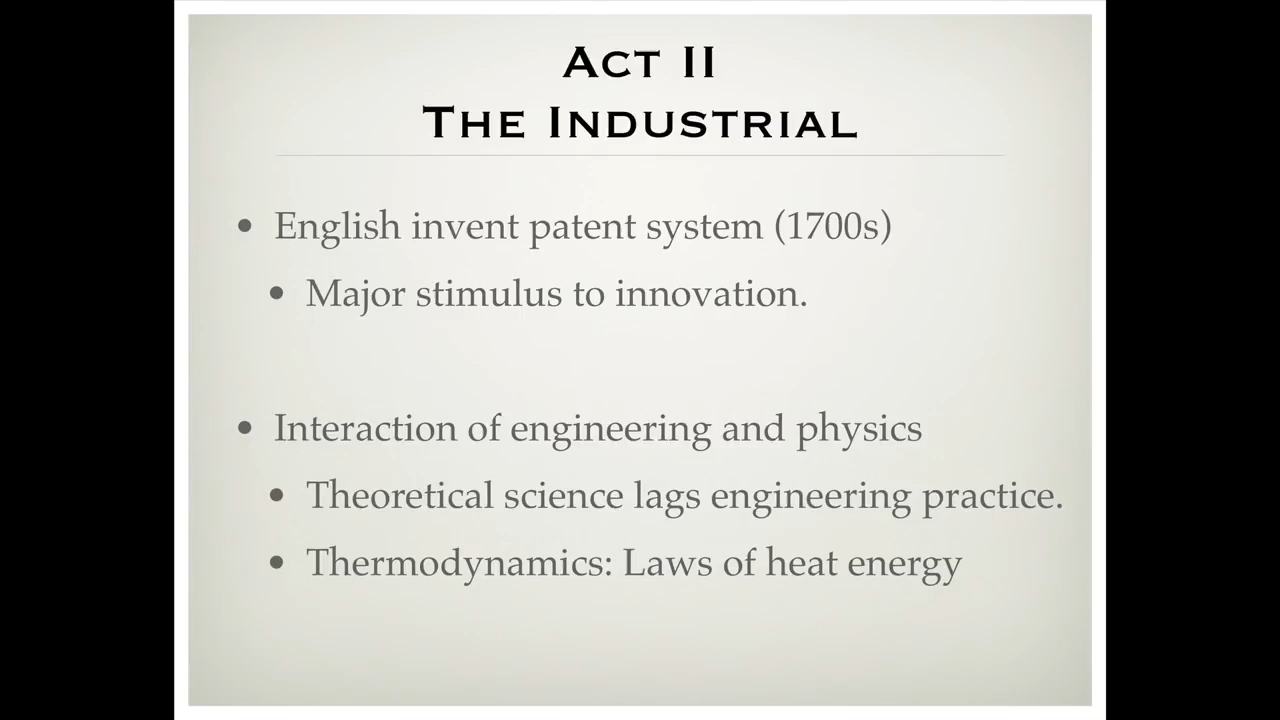 Act II
The Industrial
• English invent patent system (1700s)
• Major stimulus to innovation.
• Interaction of engineering and physics
• Theoretical science lags engineering practice.
• Thermodynamics: Laws of heat energy